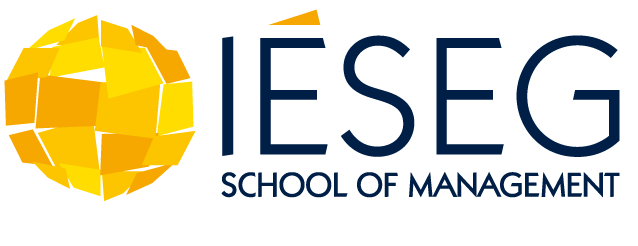 IÉSEG
SCHOOL OF MANAGEMENT